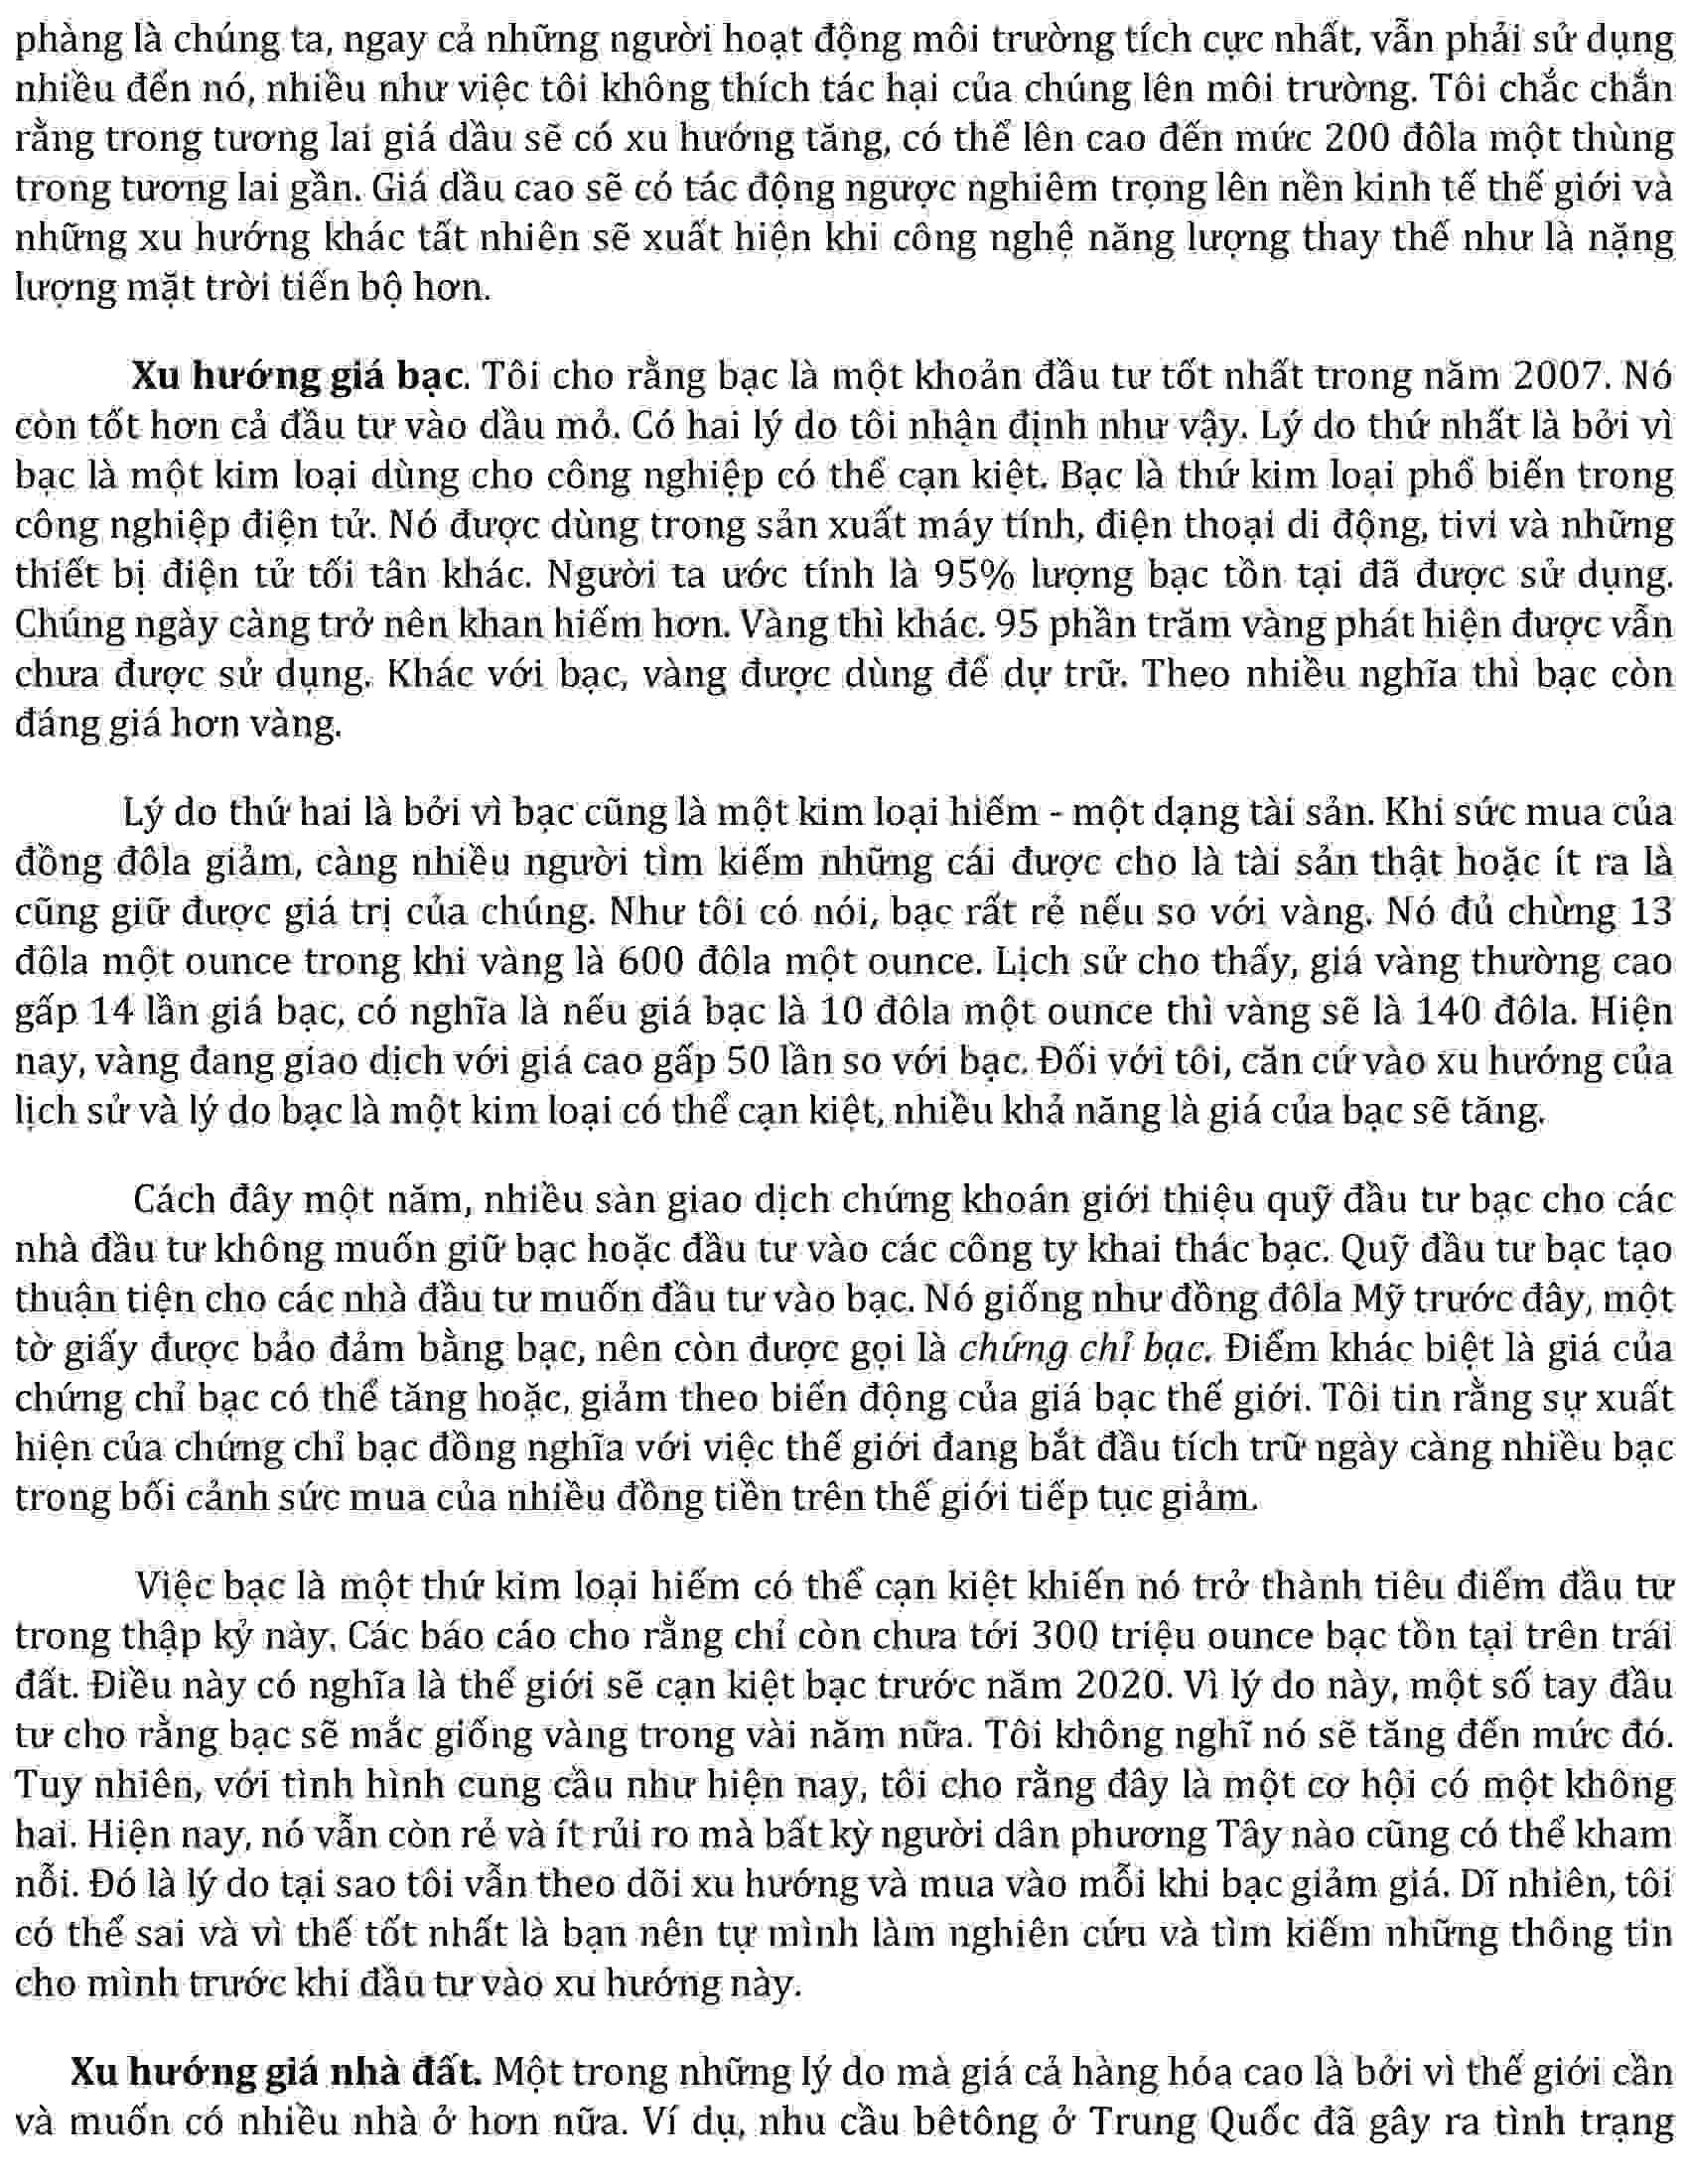 phàng là chúng ta, ngay cả những người hoạt động môi trường tích cực nhất, vẫn phải sử dụng
nhiều đến nó, nhiều như việc tôi không thích tác hại của chúng lên môi trường. Tôi chắc chắn
rằng trong tương lai giá dầu sẽ có xu hướng tăng, có thể lên cao đến mức 200 đôla một thùng
trong tương lai gần. Giá dầu cao sẽ có tác động ngược nghiêm trọng lên nền kinh tế thế giới và
những xu hướng khác tất nhiên sẽ xuất hiện khi công nghệ năng lượng thay thế như là nặng
lượng mặt trời tiến bộ hơn.
Xu hướng giá bạc. Tôi cho rằng bạc là một khoản đầu tư tốt nhất trong năm 2007. Nó
còn tốt hơn cả đầu tư vào dầu mỏ. Có hai lý do tôi nhận định như vậy. Lý do thứ nhất là bởi vì
bạc là một kim loại dùng cho công nghiệp có thể cạn kiệt. Bạc là thứ kim loại phổ biến trong
công nghiệp điện tử. Nó được dùng trong sản xuất máy tính, điện thoại di động, tivi và những
thiết bị điện tử tối tân khác. Người ta ước tính là 95% lượng bạc tồn tại đã được sử dụng.
Chúng ngày càng trở nên khan hiếm hơn. Vàng thì khác. 95 phần trăm vàng phát hiện được vẫn
chưa được sử dụng. Khác với bạc, vàng được dùng để dự trữ. Theo nhiều nghĩa thì bạc còn
đáng giá hơn vàng.
Lý do thứ hai là bởi vì bạc cũng là một kim loại hiếm - một dạng tài sản. Khi sức mua của
đồng đôla giảm, càng nhiều người tìm kiếm những cái được cho là tài sản thật hoặc ít ra là
cũng giữ được giá trị của chúng. Như tôi có nói, bạc rất rẻ nếu so với vàng. Nó đủ chừng 13
đôla một ounce trong khi vàng là 600 đôla một ounce. Lịch sử cho thấy, giá vàng thường cao
gấp 14 lần giá bạc, có nghĩa là nếu giá bạc là 10 đôla một ounce thì vàng sẽ là 140 đôla. Hiện
nay, vàng đang giao dịch với giá cao gấp 50 lần so với bạc. Đối với tôi, căn cứ vào xu hướng của
lịch sử và lý do bạc là một kim loại có thể cạn kiệt, nhiều khả năng là giá của bạc sẽ tăng.
Cách đây một năm, nhiều sàn giao dịch chứng khoán giới thiệu quỹ đầu tư bạc cho các
nhà đầu tư không muốn giữ bạc hoặc đầu tư vào các công ty khai thác bạc. Quỹ đầu tư bạc tạo
thuận tiện cho các nhà đầu tư muốn đầu tư vào bạc. Nó giống như đồng đôla Mỹ trước đây, một
tờ giấy được bảo đảm bằng bạc, nên còn được gọi là chứng chỉ bạc. Điểm khác biệt là giá của
chứng chỉ bạc có thể tăng hoặc, giảm theo biến động của giá bạc thế giới. Tôi tin rằng sự xuất
hiện của chứng chỉ bạc đồng nghĩa với việc thế giới đang bắt đầu tích trữ ngày càng nhiều bạc
trong bối cảnh sức mua của nhiều đồng tiền trên thế giới tiếp tục giảm.
Việc bạc là một thứ kim loại hiếm có thể cạn kiệt khiến nó trở thành tiêu điểm đầu tư
trong thập kỷ này. Các báo cáo cho rằng chỉ còn chưa tới 300 triệu ounce bạc tồn tại trên trái
đất. Điều này có nghĩa là thế giới sẽ cạn kiệt bạc trước năm 2020. Vì lý do này, một số tay đầu
tư cho rằng bạc sẽ mắc giống vàng trong vài năm nữa. Tôi không nghĩ nó sẽ tăng đến mức đó.
Tuy nhiên, với tình hình cung cầu như hiện nay, tôi cho rằng đây là một cơ hội có một không
hai. Hiện nay, nó vẫn còn rẻ và ít rủi ro mà bất kỳ người dân phương Tây nào cũng có thể kham
nỗi. Đó là lý do tại sao tôi vẫn theo dõi xu hướng và mua vào mỗi khi bạc giảm giá. Dĩ nhiên, tôi
có thể sai và vì thế tốt nhất là bạn nên tự mình làm nghiên cứu và tìm kiếm những thông tin
cho mình trước khi đầu tư vào xu hướng này.
Xu hướng giá nhà đất. Một trong những lý do mà giá cả hàng hóa cao là bởi vì thế giới cần
và muốn có nhiều nhà ở hơn nữa. Ví dụ, nhu cầu bêtông ở Trung Quốc đã gây ra tình trạng